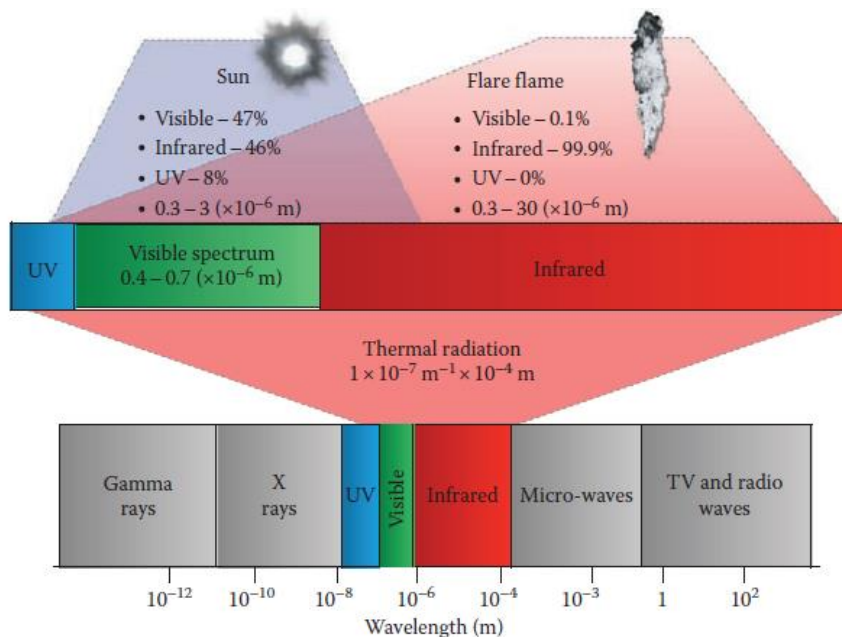 Sun
• Visible – 47%
• Infrared – 46%
• UV – 8%
• 0.3 – 3 (×10⁻⁶ m)
Flare flame
• Visible – 0.1%
• Infrared – 99.9%
• UV – 0%
• 0.3 – 30 (×10⁻⁶ m)
UV
Visible spectrum
0.4 – 0.7 (×10⁻⁶ m)
Infrared
Thermal radiation
1 × 10⁻⁷ m⁻¹ × 10⁻⁴ m
Gamma
rays
X
rays
UV
Visible
Infrared
Micro-waves
TV and radio
waves
10⁻¹² 10⁻¹⁰ 10⁻⁸ 10⁻⁶ 10⁻⁴ 10⁻³ 1 10²
Wavelength (m)